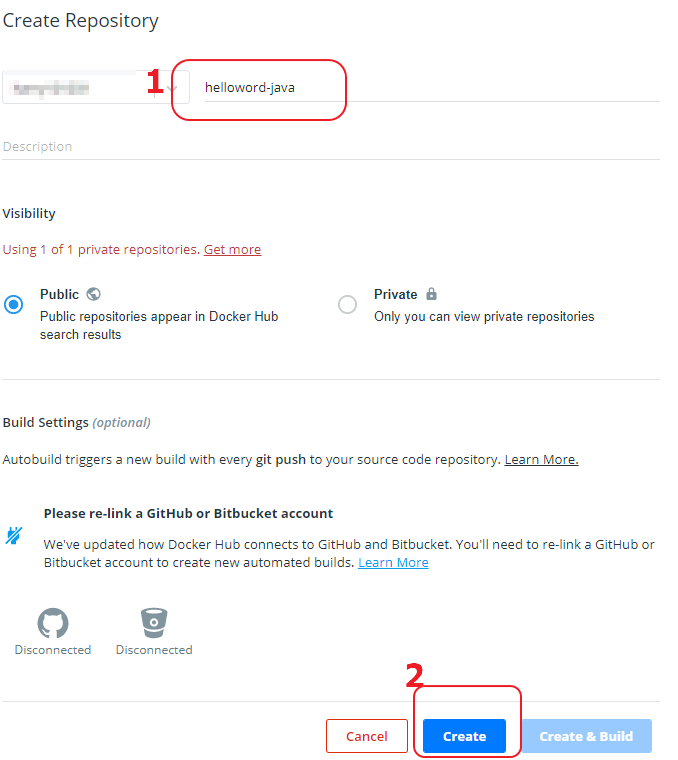 Create Repository
1
helloword-java
Description
Visibility
Using 1 of 1 private repositories. Get more
Public
Private
Public repositories appear in Docker Hub
search results
Only you can view private repositories
Build Settings (optional)
Autobuild triggers a new build with every git push to your source code repository. Learn More.
Please re-link a GitHub or Bitbucket account
We've updated how Docker Hub connects to GitHub and Bitbucket. You'll need to re-link a GitHub or
Bitbucket account to create new automated builds. Learn More
Disconnected
Disconnected
2
Cancel
Create
Create & Build